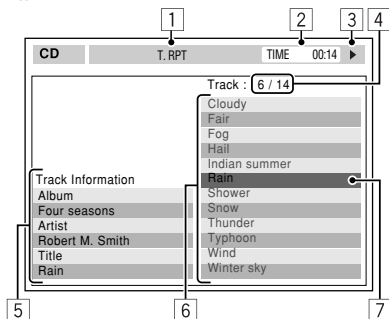 1 2 3 4
CD T. RPT TIME 00:14
Track : 6 / 14
Cloudy
Fair
Fog
Hail
Indian summer
Rain
Shower
Snow
Thunder
Typhoon
Wind
Winter sky
Track Information
Album
Four seasons
Artist
Robert M. Smith
Title
Rain
5 6 7